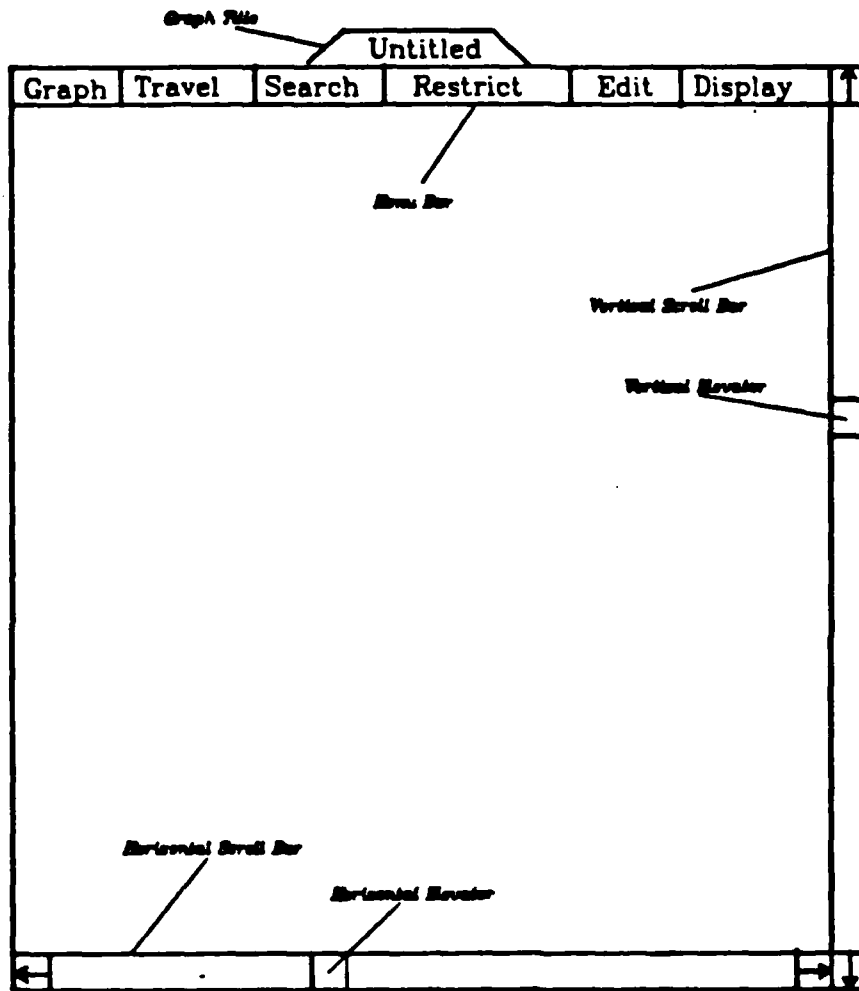 Graph Title
Untitled
Graph Travel Search Restrict Edit Display
Menu Bar
Vertical Scroll Bar
Vertical Elevator
Horizontal Scroll Bar
Horizontal Elevator